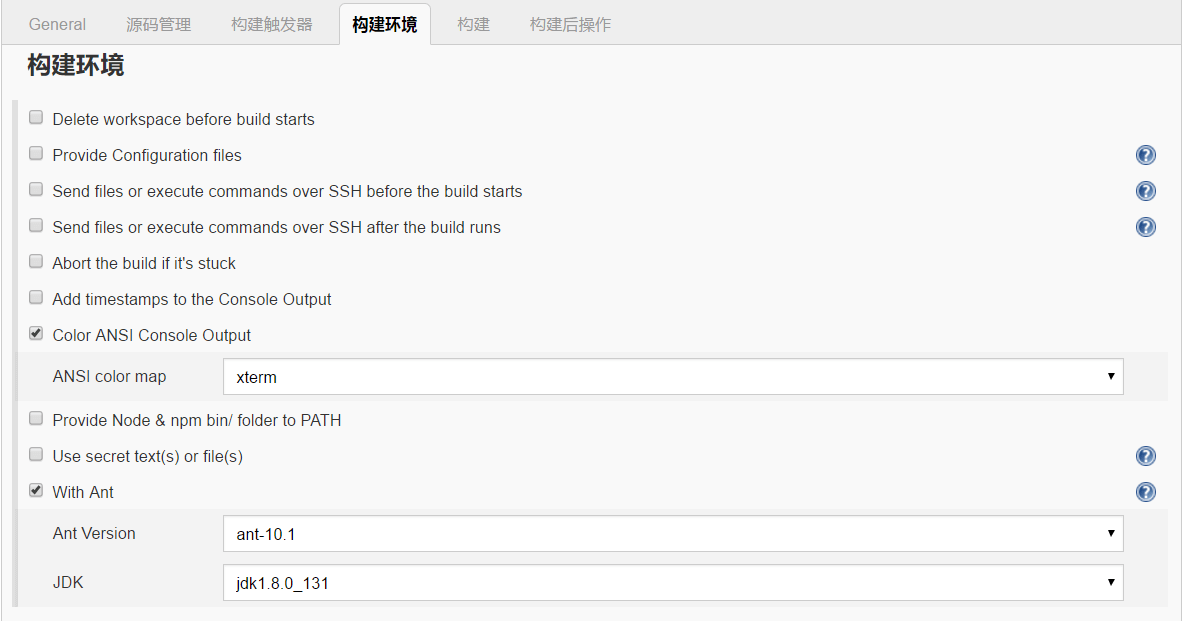 General 源码管理 构建触发器 构建环境 构建 构建后操作
构建环境
Delete workspace before build starts
Provide Configuration files
Send files or execute commands over SSH before the build starts
Send files or execute commands over SSH after the build runs
Abort the build if it's stuck
Add timestamps to the Console Output
Color ANSI Console Output
ANSI color map xterm
Provide Node & npm bin/ folder to PATH
Use secret text(s) or file(s)
With Ant
Ant Version ant-10.1
JDK jdk1.8.0_131